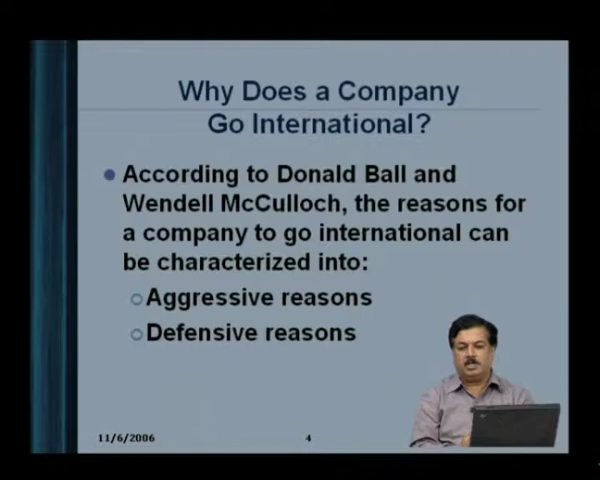 Why Does a Company
Go International?
According to Donald Ball and
Wendell McCulloch, the reasons for
a company to go international can
be characterized into:
Aggressive reasons
Defensive reasons
11/6/2006
4